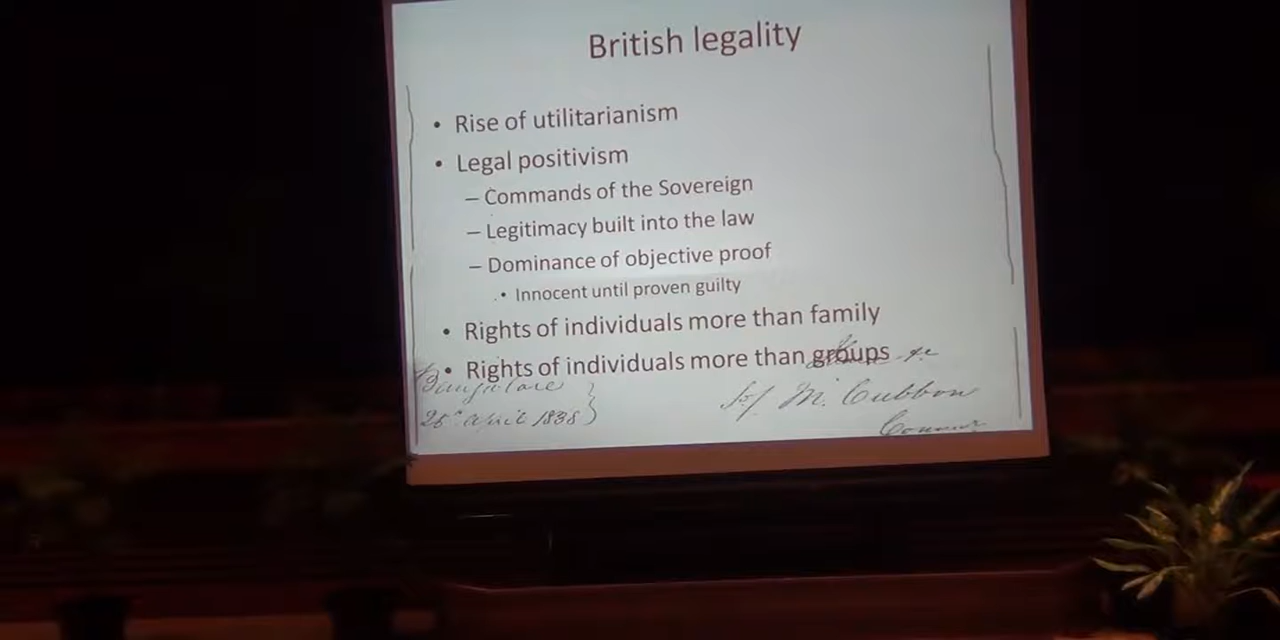 British legality
• Rise of utilitarianism
• Legal positivism
– Commands of the Sovereign
– Legitimacy built into the law
– Dominance of objective proof
• Innocent until proven guilty
• Rights of individuals more than family
• Rights of individuals more than groups
Bangalore
25th April 1838
M. Cubbon